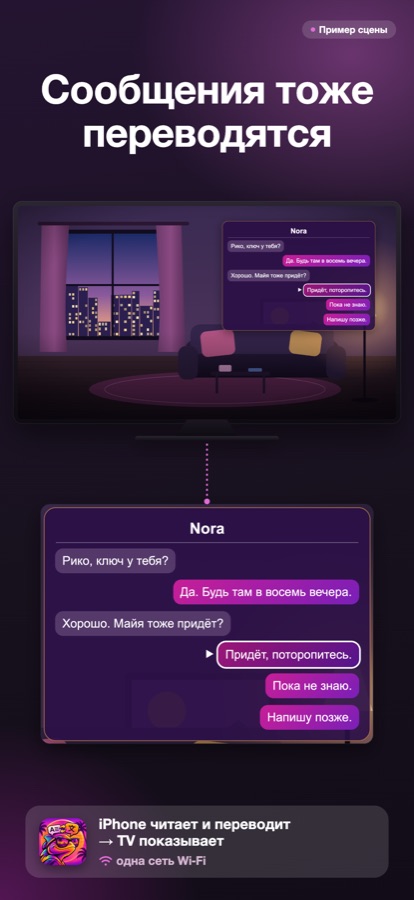 Пример сцены
Сообщения тоже
переводятся
Nora
Рико, ключ у тебя?
Да. Будь там в восемь вечера.
Хорошо. Майя тоже придёт?
Придёт, поторопитесь.
Пока не знаю.
Напишу позже.
Nora
Рико, ключ у тебя?
Да. Будь там в восемь вечера.
Хорошо. Майя тоже придёт?
Придёт, поторопитесь.
Пока не знаю.
Напишу позже.
iPhone читает и переводит
→ TV показывает
одна сеть Wi-Fi